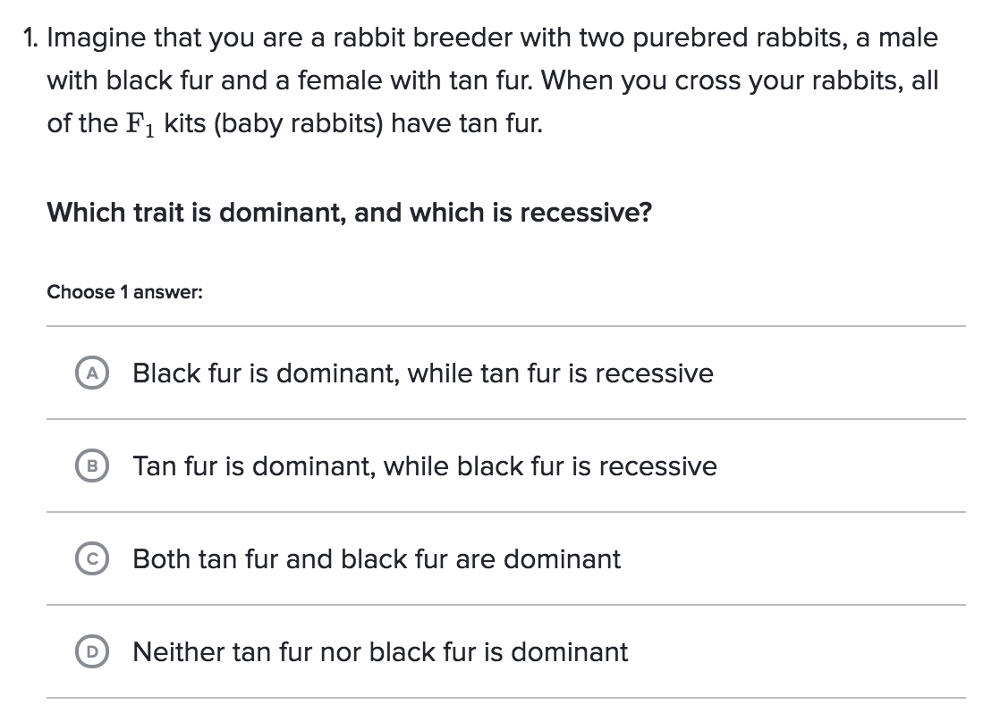 1. Imagine that you are a rabbit breeder with two purebred rabbits, a male
with black fur and a female with tan fur. When you cross your rabbits, all
of the F₁ kits (baby rabbits) have tan fur.
Which trait is dominant, and which is recessive?
Choose 1 answer:
A Black fur is dominant, while tan fur is recessive
B Tan fur is dominant, while black fur is recessive
C Both tan fur and black fur are dominant
D Neither tan fur nor black fur is dominant